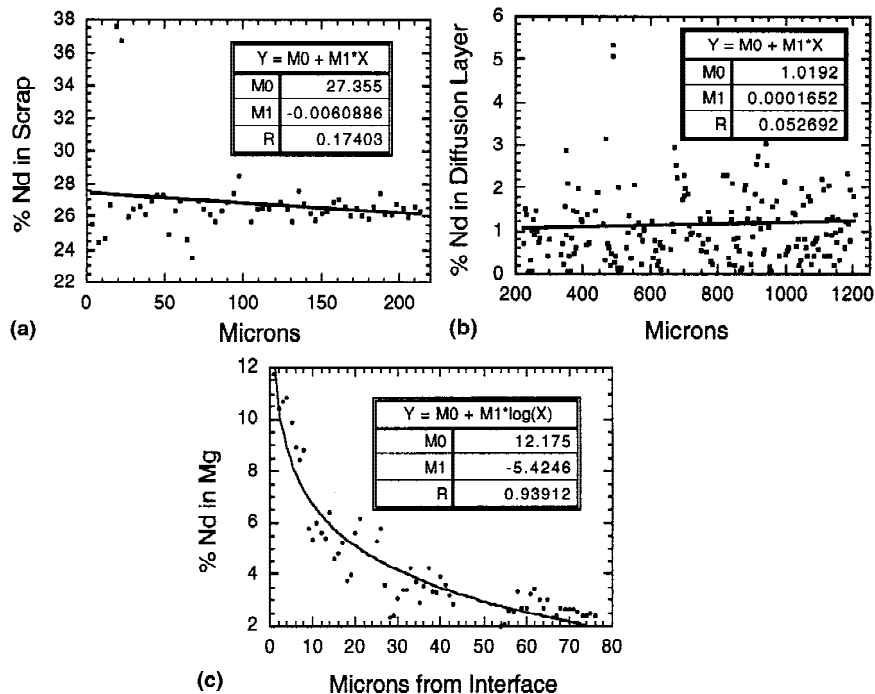 38
36
34
32
30
28
26
24
22
% Nd in Scrap
Y = M0 + M1*X
M0 27.355
M1 -0.0060886
R 0.17403
0 50 100 150 200
Microns
(a)
6
5
4
3
2
1
0
% Nd in Diffusion Layer
Y = M0 + M1*X
M0 1.0192
M1 0.0001652
R 0.052692
200 400 600 800 1000 1200
Microns
(b)
12
10
8
6
4
2
% Nd in Mg
Y = M0 + M1*log(X)
M0 12.175
M1 -5.4246
R 0.93912
0 10 20 30 40 50 60 70 80
Microns from Interface
(c)